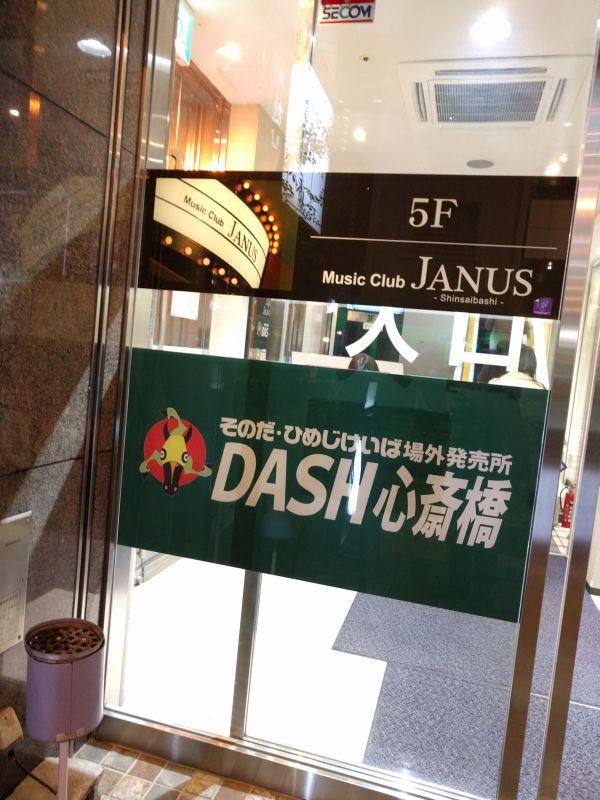 SECOM
5F
Music Club JANUS
Music Club JANUS
- Shinsaibashi -
3F
入口
そのだ・ひめじけいば場外発売所
DASH心斎橋